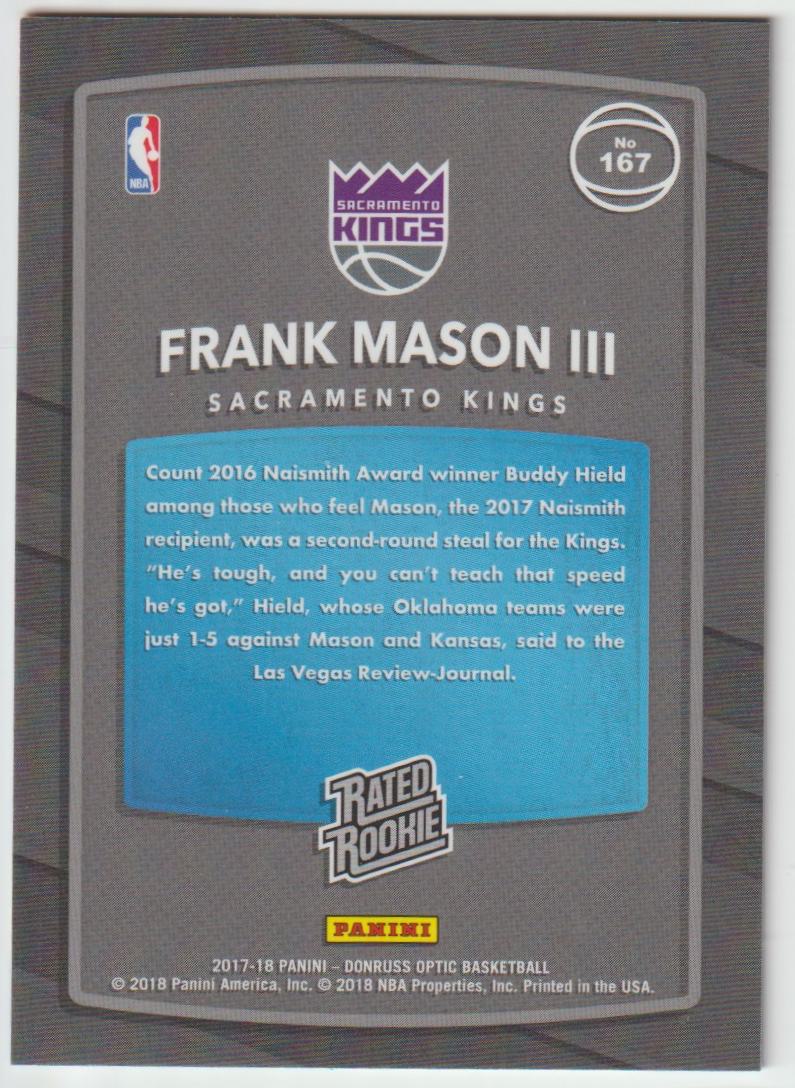 NBA
No
167
SACRAMENTO
KINGS
FRANK MASON III
SACRAMENTO KINGS
Count 2016 Naismith Award winner Buddy Hield
among those who feel Mason, the 2017 Naismith
recipient, was a second-round steal for the Kings.
“He’s tough, and you can’t teach that speed
he’s got,” Hield, whose Oklahoma teams were
just 1-5 against Mason and Kansas, said to the
Las Vegas Review-Journal.
RATED
ROOKIE
PANINI
2017-18 PANINI – DONRUSS OPTIC BASKETBALL
© 2018 Panini America, Inc. © 2018 NBA Properties, Inc. Printed in the USA.